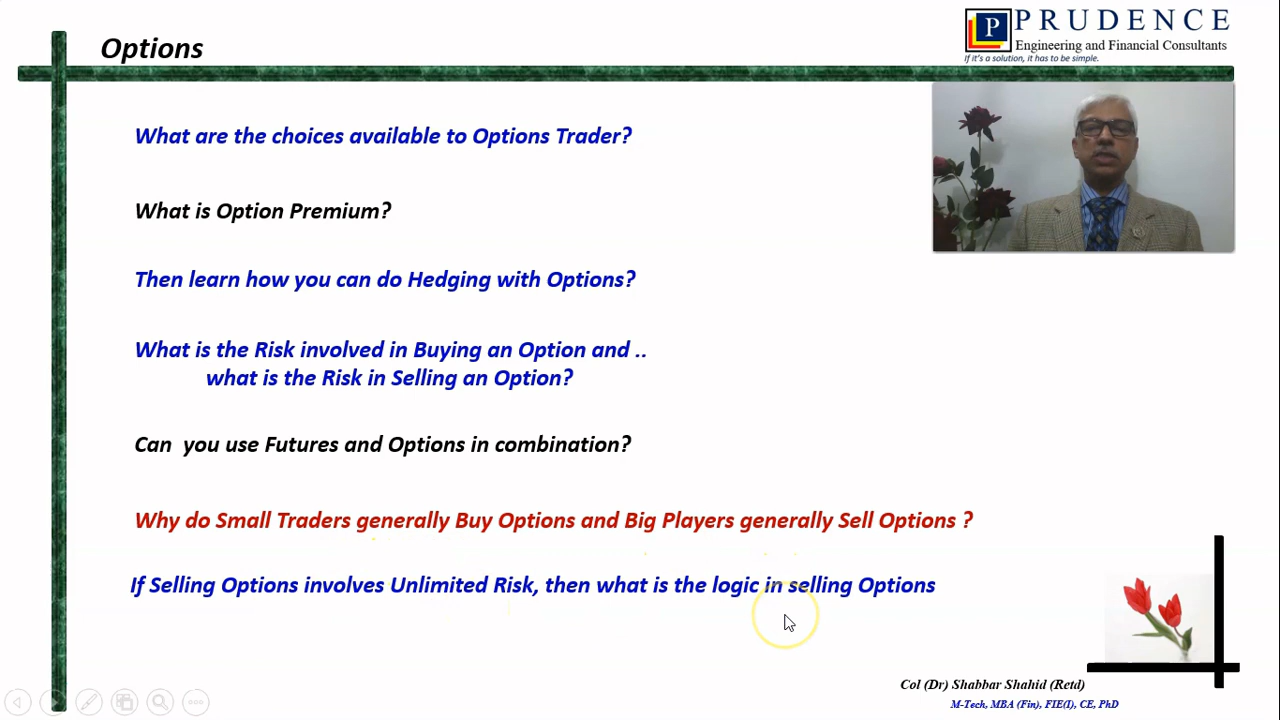 Options
P PRUDENCE
Engineering and Financial Consultants
If it's a solution, it has to be simple.
What are the choices available to Options Trader?
What is Option Premium?
Then learn how you can do Hedging with Options?
What is the Risk involved in Buying an Option and ..
what is the Risk in Selling an Option?
Can you use Futures and Options in combination?
Why do Small Traders generally Buy Options and Big Players generally Sell Options ?
If Selling Options involves Unlimited Risk, then what is the logic in selling Options
Col (Dr) Shabbar Shahid (Retd)
M-Tech, MBA (Fin), FIE(I), CE, PhD